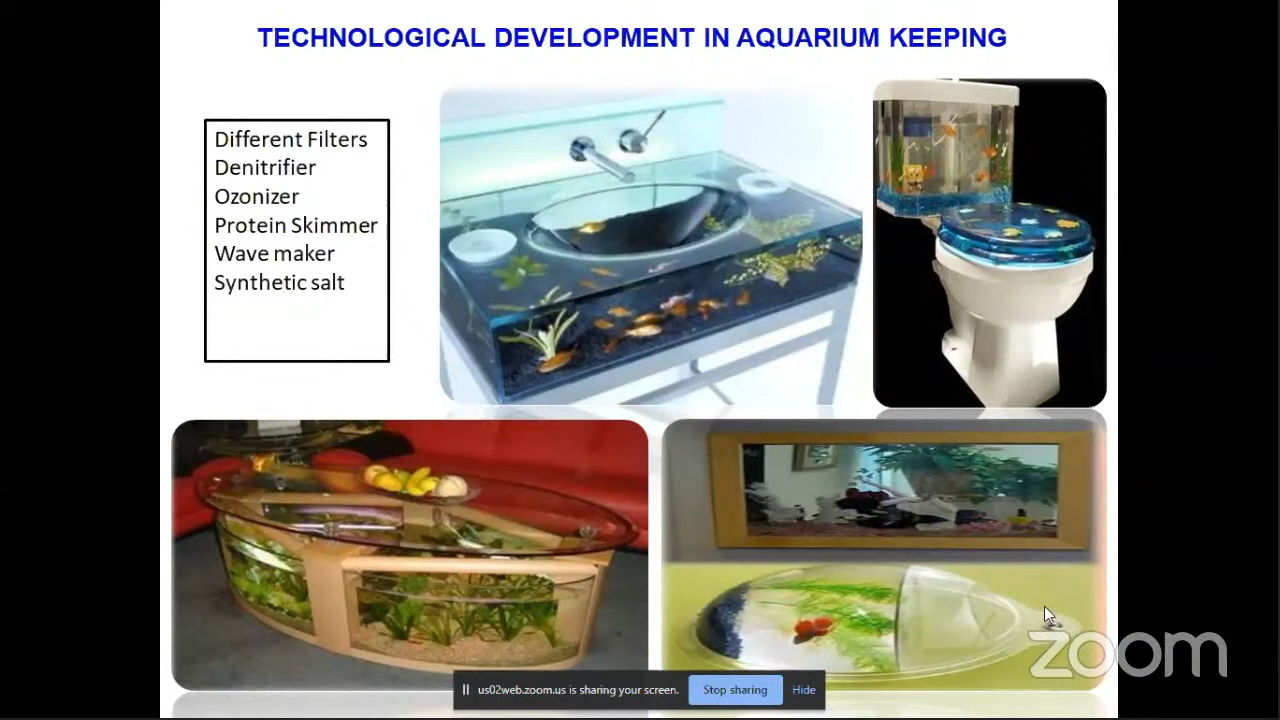 TECHNOLOGICAL DEVELOPMENT IN AQUARIUM KEEPING
Different Filters
Denitrifier
Ozonizer
Protein Skimmer
Wave maker
Synthetic salt
zoom
us02web.zoom.us is sharing your screen. Stop sharing Hide